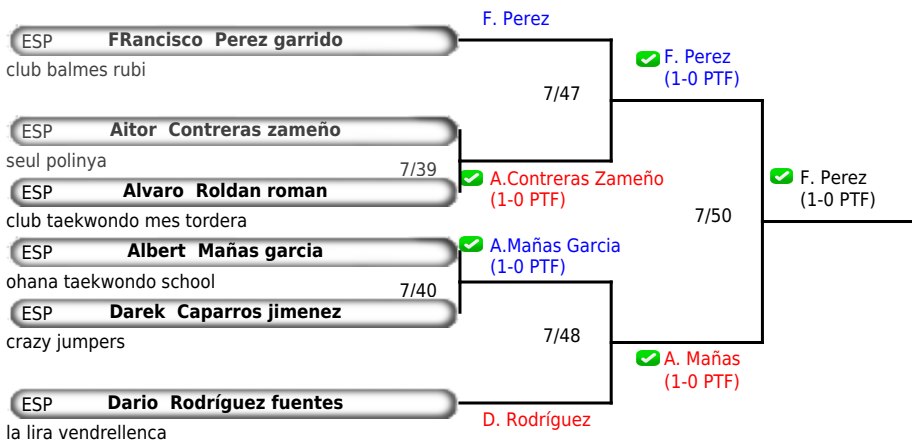 F. Perez
ESP FRancisco Perez garrido
club balmes rubi
F. Perez
(1-0 PTF)
7/47
ESP Aitor Contreras zameño
seul polinya
7/39
A.Contreras Zameño
(1-0 PTF)
ESP Alvaro Roldan roman
club taekwondo mes tordera
F. Perez
(1-0 PTF)
7/50
ESP Albert Mañas garcia
ohana taekwondo school
A.Mañas Garcia
(1-0 PTF)
7/40
ESP Darek Caparros jimenez
crazy jumpers
7/48
A. Mañas
(1-0 PTF)
ESP Dario Rodríguez fuentes
la lira vendrellenca
D. Rodríguez